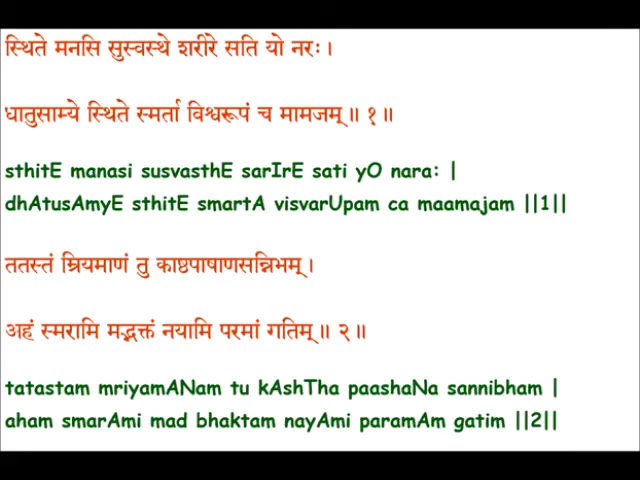 स्थिते मनसि सुस्वस्थे शरीरे सति यो नरः ।
धातुसाम्ये स्थिते स्मर्ता विश्वरूपं च मामजम् ॥ १ ॥
sthitE manasi susvasthE sarIrE sati yO nara: |
dhAtusAmyE sthitE smartA visvarUpam ca maamajam ||1||
ततस्तं म्रियमाणं तु काष्ठपाषाणसन्निभम् ।
अहं स्मरामि मद्भक्तं नयामि परमां गतिम् ॥ २ ॥
tatastam mriyamANam tu kAshTha paashaNa sannibham |
aham smarAmi mad bhaktam nayAmi paramAm gatim ||2||